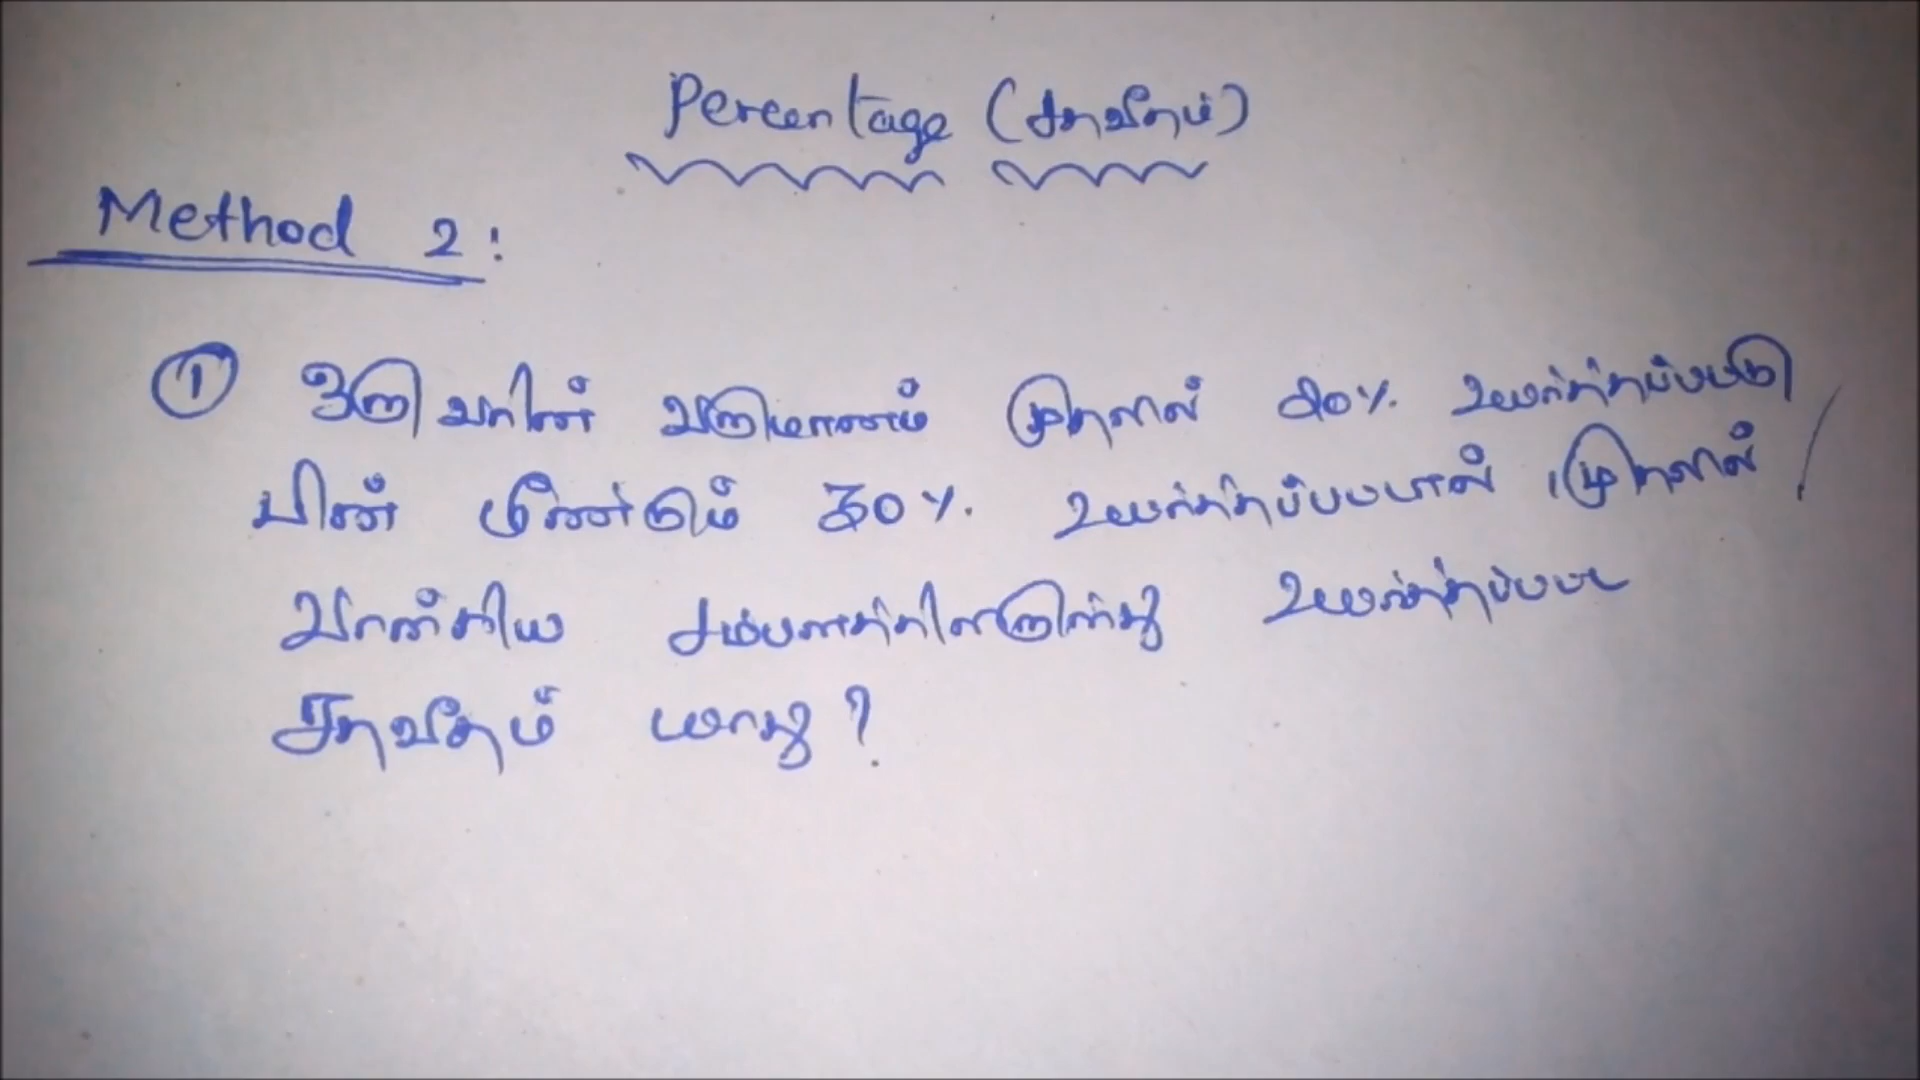 Percentage (சதவீதம்)
Method 2:
① ஒருவரின் வருமானம் முதலில் 20% உயர்த்தப்பட்டு
பின் மீண்டும் 30% உயர்த்தப்பட்டால் முதலில்
வாங்கிய சம்பளத்திலிருந்து உயர்த்தப்பட்ட
சதவீதம் யாது?